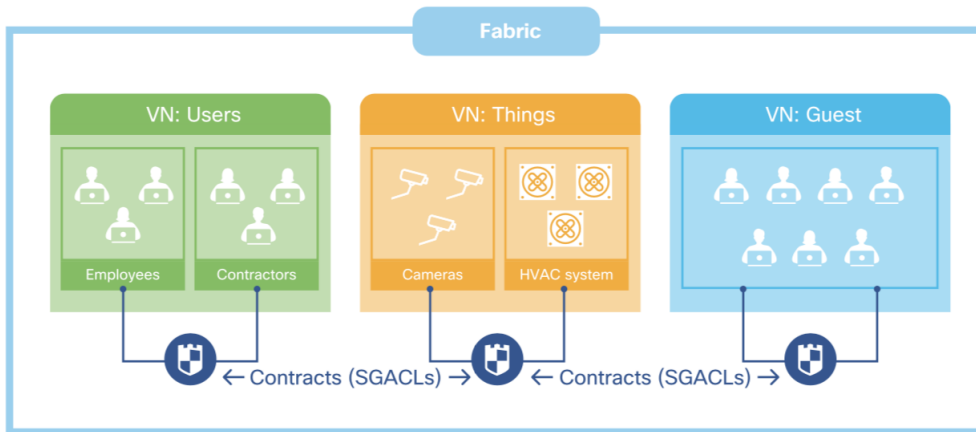 Fabric
VN: Users
VN: Things
VN: Guest
Employees
Contractors
Cameras
HVAC system
← Contracts (SGACLs) →
← Contracts (SGACLs) →